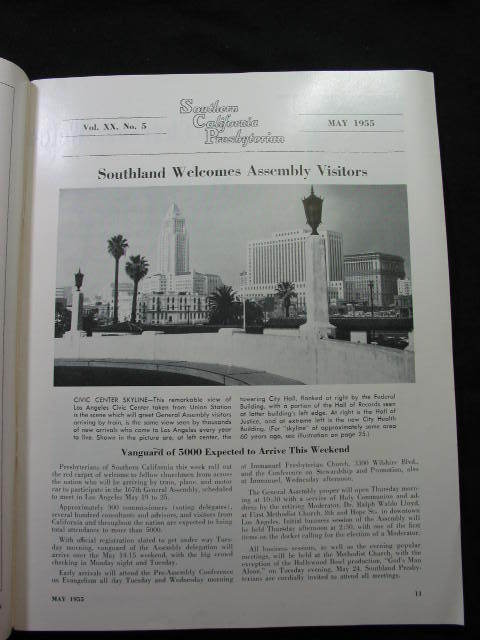 Southern
California
Presbyterian
Vol. XX. No. 5
MAY 1955
Southland Welcomes Assembly Visitors
CIVIC CENTER SKYLINE—This remarkable view of
Los Angeles Civic Center taken from Union Station
is the scene which will greet General Assembly visitors
arriving by train, is the same view seen by thousands
of new arrivals who come to Los Angeles every year
to live. Shown in the picture are, at left center, the
towering City Hall, flanked at right by the Federal
Building, with a portion of the Hall of Records seen
at latter building's left edge. At right is the Hall of
Justice, and at extreme left is the new City Health
Building. (For "skyline" of approximately same area
60 years ago, see illustration on page 25.)
Vanguard of 5000 Expected to Arrive This Weekend
Presbyterians of Southern California this week roll out
the red carpet of welcome to fellow churchmen from across
the nation who will be arriving by train, plane, and motor
car to participate in the 167th General Assembly, scheduled
to meet in Los Angeles May 19 to 25.
Approximately 900 commissioners (voting delegates),
several hundred consultants and advisors, and visitors from
California and throughout the nation are expected to bring
total attendance to more than 5000.
With official registration slated to get under way Tues-
day morning, vanguard of the Assembly delegation will
arrive over the May 14-15 weekend, with the big crowd
checking in Monday night and Tuesday.
Early arrivals will attend the Pre-Assembly Conference
on Evangelism all day Tuesday and Wednesday morning
at Immanuel Presbyterian Church, 3300 Wilshire Blvd.,
and the Conference on Stewardship and Promotion, also
at Immanuel, Wednesday afternoon.
The General Assembly proper will open Thursday morn-
ing at 10:30 with a service of Holy Communion and ad-
dress by the retiring Moderator, Dr. Ralph Waldo Lloyd,
at First Methodist Church, 8th and Hope St. in downtown
Los Angeles. Initial business session of the Assembly will
be held Thursday afternoon at 2:30, with one of the first
items on the docket calling for the election of a Moderator.
All business sessions, as well as the evening popular
meetings, will be held at the Methodist Church, with the
exception of the Hollywood Bowl production, "God's Man
Alone," on Tuesday evening, May 24. Southland Presby-
terians are cordially invited to attend all meetings.
MAY 1955
11